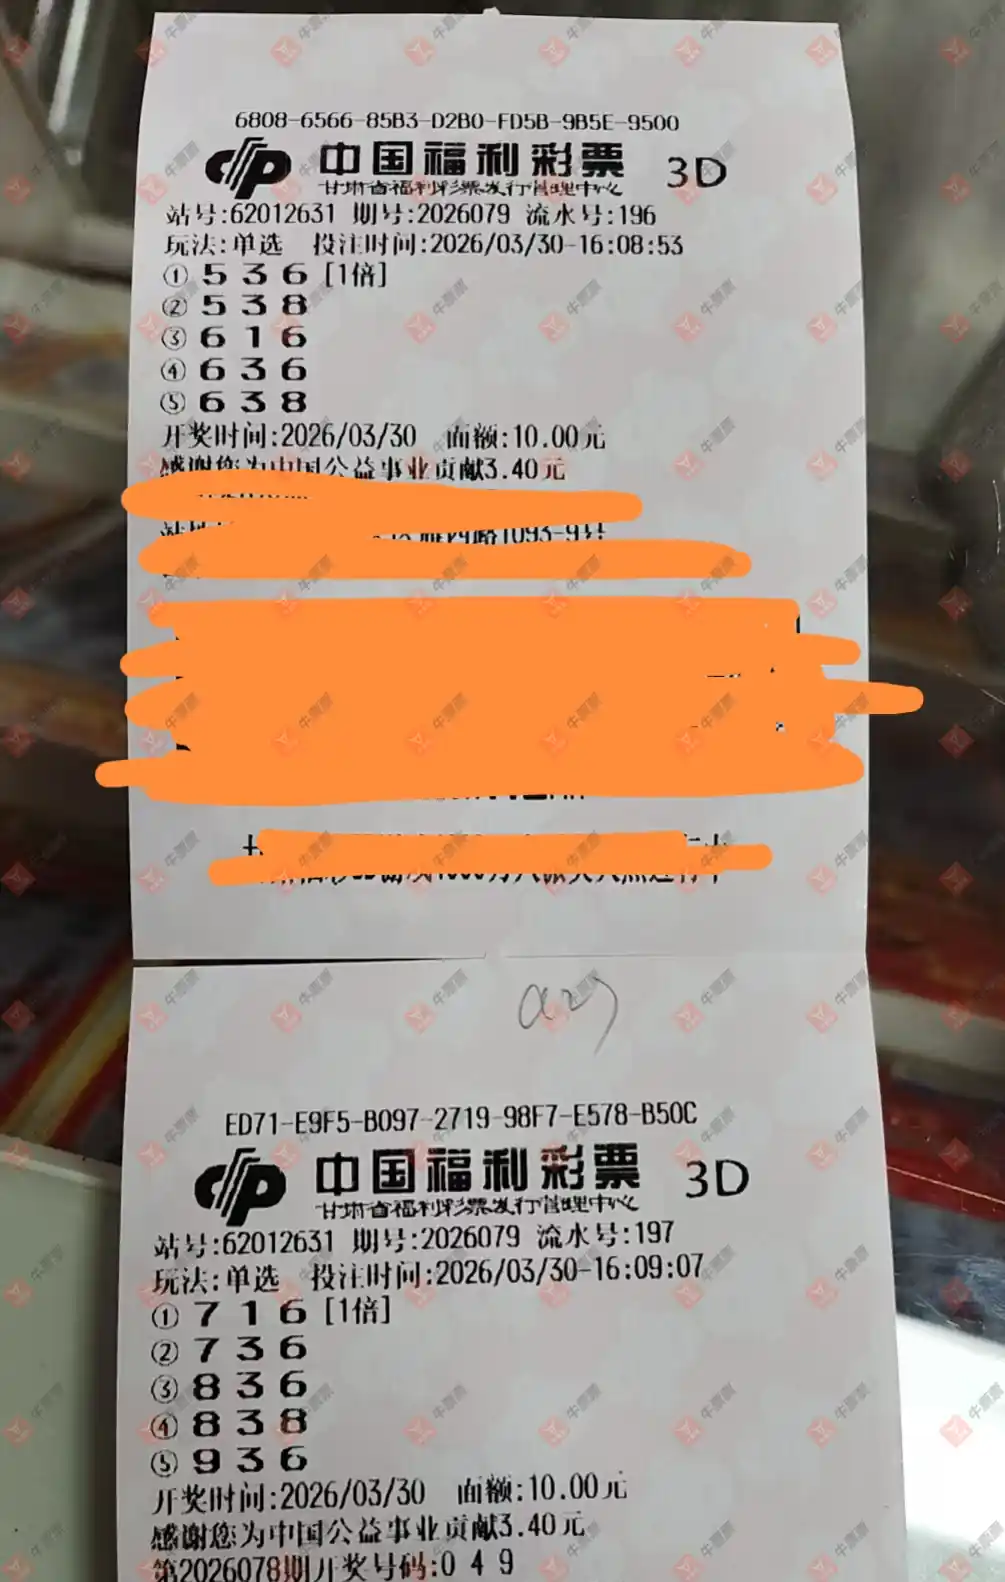 6808-6566-85B3-D2B0-FD5B-9B5E-9500
中国福利彩票 3D
甘肃省福利彩票发行管理中心
站号:62012631 期号:2026079 流水号:196
玩法:单选 投注时间:2026/03/30-16:08:53
① 5 3 6 [1倍]
② 5 3 8
③ 6 1 6
④ 6 3 6
⑤ 6 3 8
开奖时间:2026/03/30 面额:10.00元
感谢您为中国公益事业贡献3.40元
雁西路1093-9号
ED71-E9F5-B097-2719-98F7-E578-B50C
中国福利彩票 3D
甘肃省福利彩票发行管理中心
站号:62012631 期号:2026079 流水号:197
玩法:单选 投注时间:2026/03/30-16:09:07
① 7 1 6 [1倍]
② 7 3 6
③ 8 3 6
④ 8 3 8
⑤ 9 3 6
开奖时间:2026/03/30 面额:10.00元
感谢您为中国公益事业贡献3.40元
第2026078期开奖号码:0 4 9